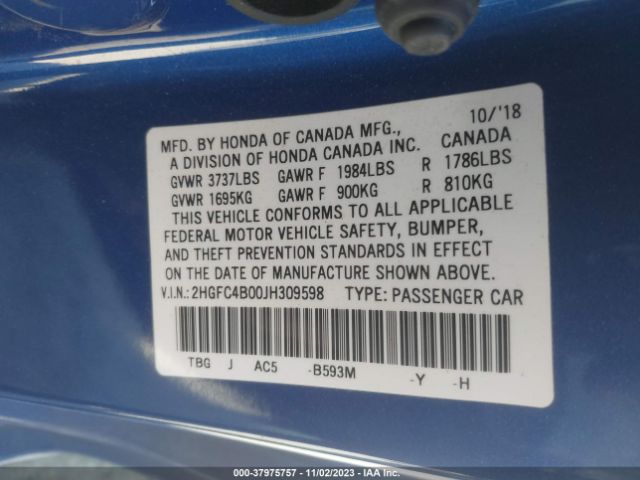 10/'18
MFD. BY HONDA OF CANADA MFG., CANADA
A DIVISION OF HONDA CANADA INC.
GVWR 3737LBS GAWR F 1984LBS R 1786LBS
GVWR 1695KG GAWR F 900KG R 810KG
THIS VEHICLE CONFORMS TO ALL APPLICABLE
FEDERAL MOTOR VEHICLE SAFETY, BUMPER,
AND THEFT PREVENTION STANDARDS IN EFFECT
ON THE DATE OF MANUFACTURE SHOWN ABOVE.
V.I.N.: 2HGFC4B00JH309598 TYPE: PASSENGER CAR
TBG J AC5 -B593M -Y -H
000-37975757 - 11/02/2023 - IAA Inc.